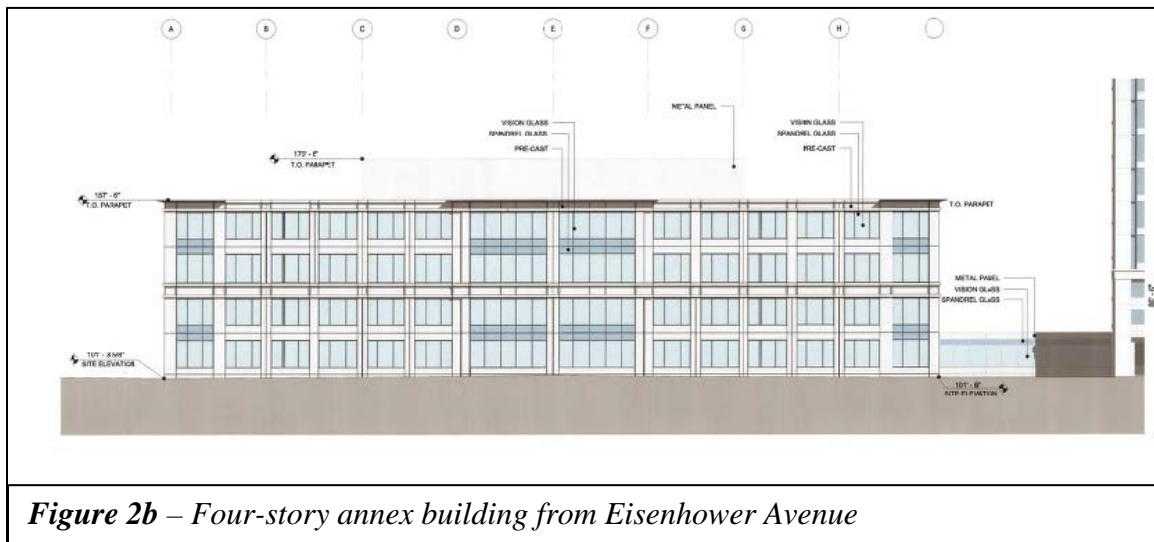 A B C D E F G H
METAL PANEL
VISION GLASS
SPANDREL GLASS
PRE-CAST
VISION GLASS
SPANDREL GLASS
PRE-CAST
T.O. PARAPET
157' - 6"
T.O. PARAPET
T.O. PARAPET
METAL PANEL
VISION GLASS
SPANDREL GLASS
SITE ELEVATION
101' - 6"
SITE ELEVATION
Figure 2b – Four-story annex building from Eisenhower Avenue